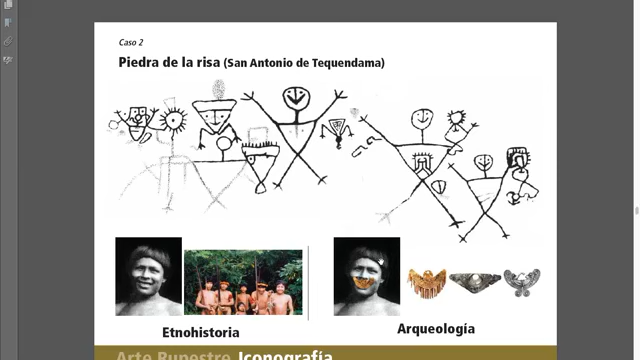 Caso 2
Piedra de la risa (San Antonio de Tequendama)
Etnohistoria
Arqueología
Arte Rupestre Iconografía